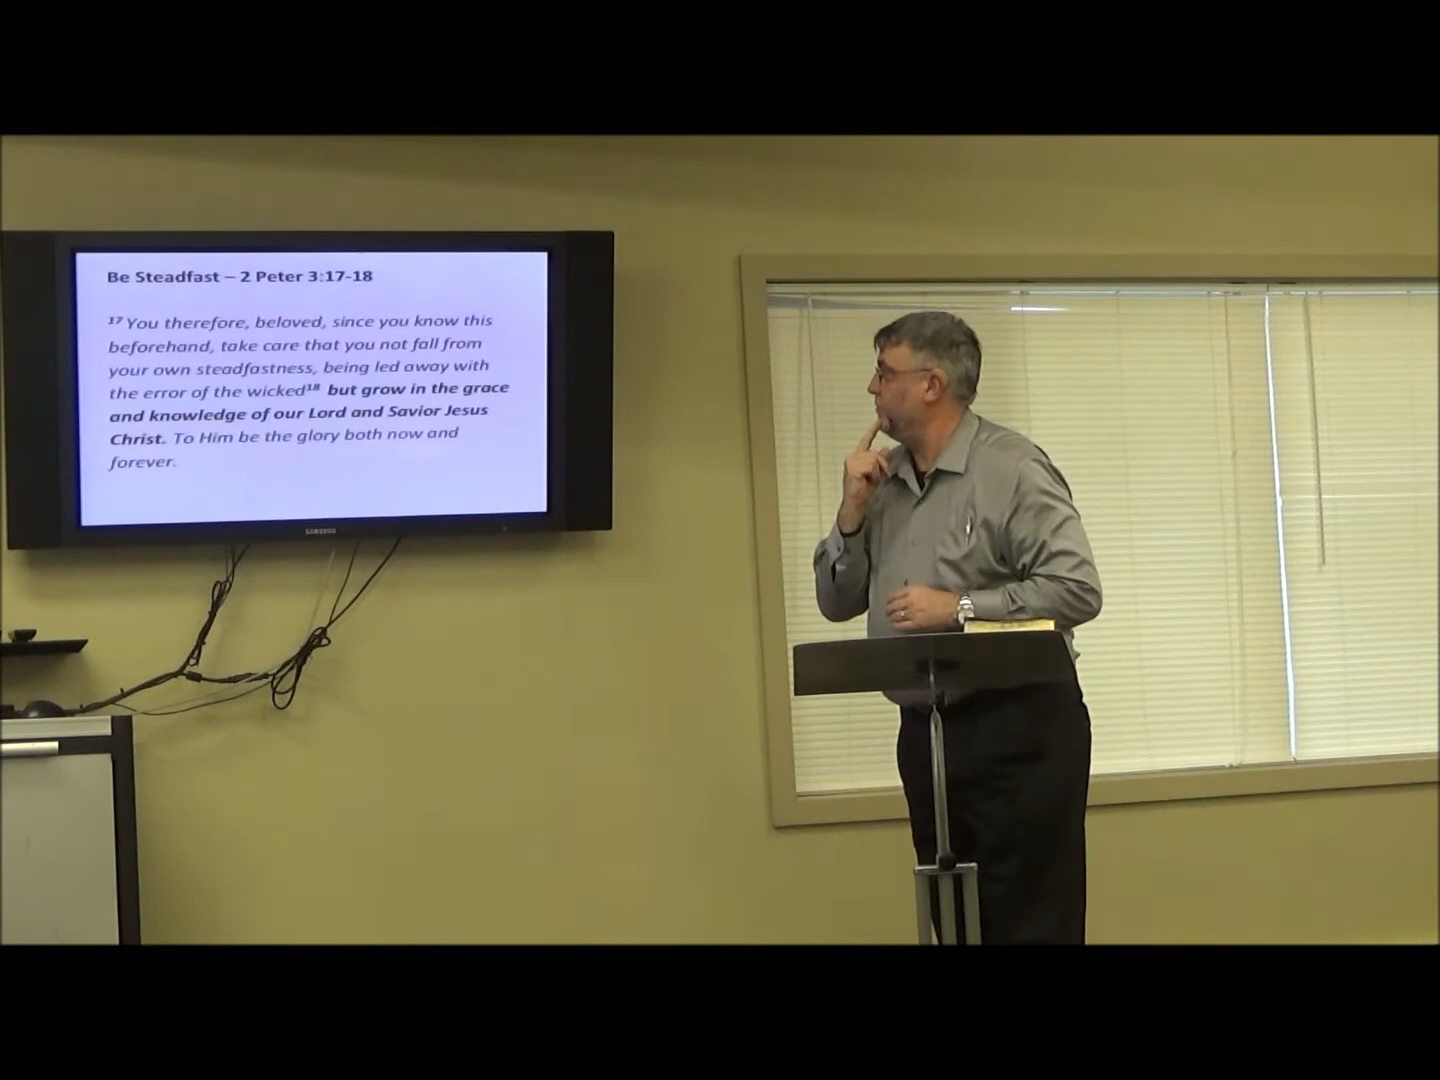 Be Steadfast – 2 Peter 3:17-18
¹⁷ You therefore, beloved, since you know this
beforehand, take care that you not fall from
your own steadfastness, being led away with
the error of the wicked¹⁸ but grow in the grace
and knowledge of our Lord and Savior Jesus
Christ. To Him be the glory both now and
forever.
SAMSUNG